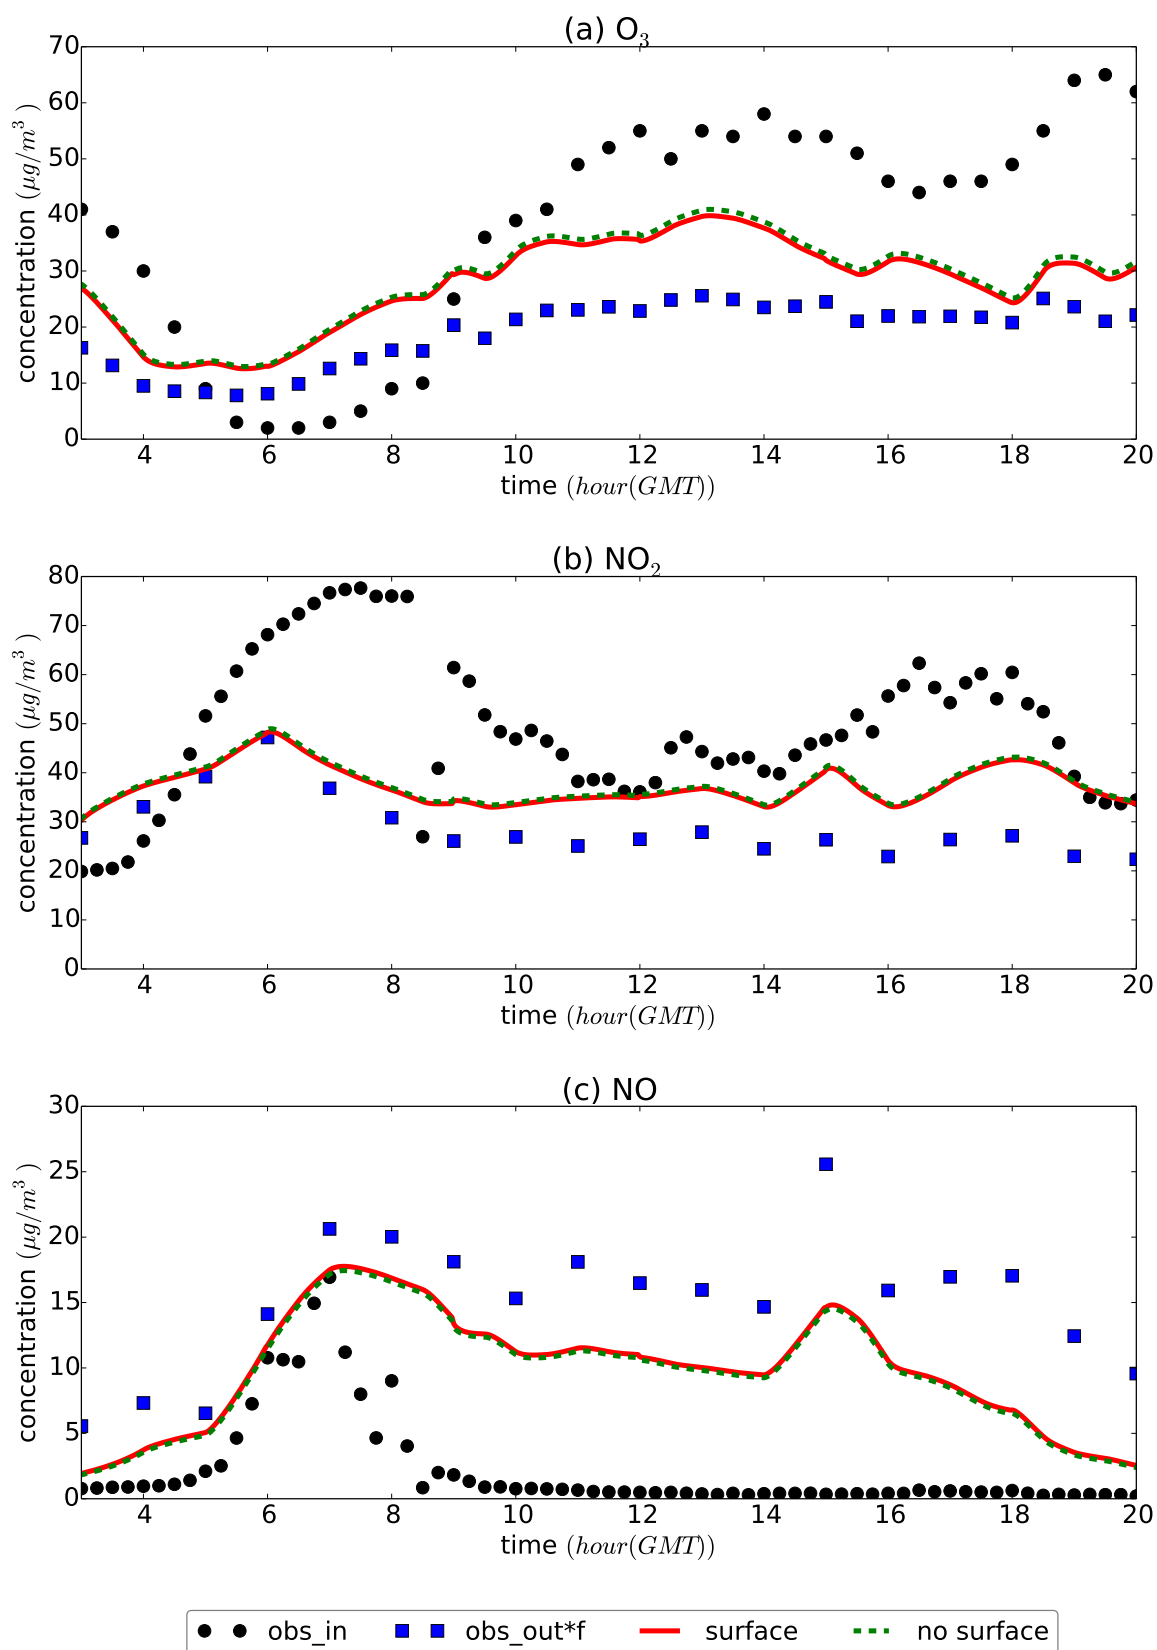 (a) O₃
70
60
50
40
30
20
10
0
concentration (μg/m³)
4 6 8 10 12 14 16 18 20
time (hour(GMT))
(b) NO₂
80
70
60
50
40
30
20
10
0
concentration (μg/m³)
4 6 8 10 12 14 16 18 20
time (hour(GMT))
(c) NO
30
25
20
15
10
5
0
concentration (μg/m³)
4 6 8 10 12 14 16 18 20
time (hour(GMT))
obs_in obs_out*f surface no surface